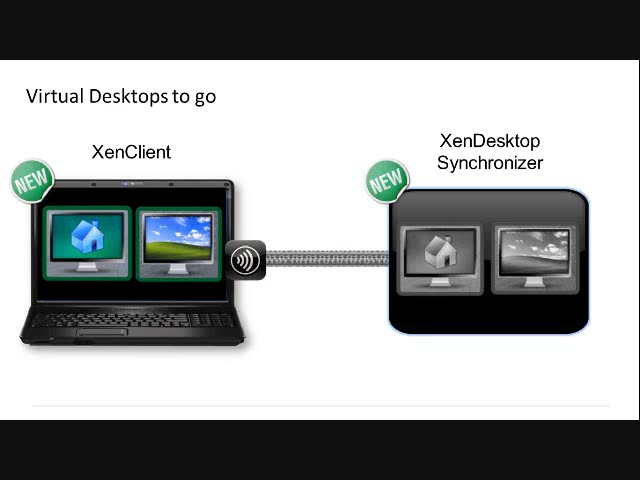 Virtual Desktops to go
XenClient
XenDesktop
Synchronizer
NEW
NEW